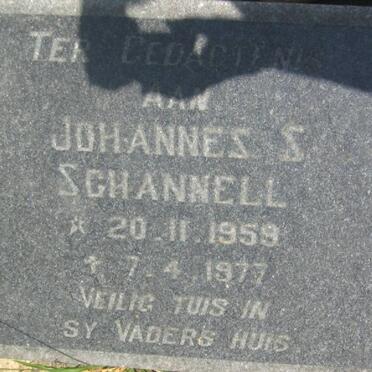 TER GEDAGTENIS
AAN
JOHANNES S
SCHANNELL
* 20.11.1959
† 7.4.1977
VEILIG TUIS IN
SY VADERS HUIS